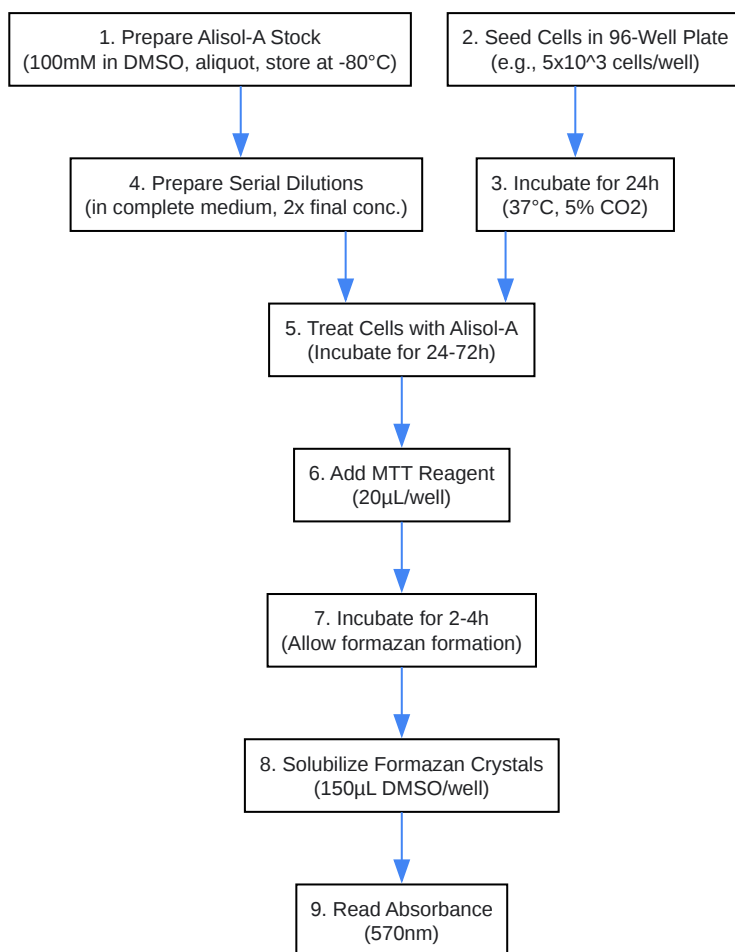 1. Prepare Alisol-A Stock
(100mM in DMSO, aliquot, store at -80°C)
2. Seed Cells in 96-Well Plate
(e.g., 5x10^3 cells/well)
4. Prepare Serial Dilutions
(in complete medium, 2x final conc.)
3. Incubate for 24h
(37°C, 5% CO2)
5. Treat Cells with Alisol-A
(Incubate for 24-72h)
6. Add MTT Reagent
(20µL/well)
7. Incubate for 2-4h
(Allow formazan formation)
8. Solubilize Formazan Crystals
(150µL DMSO/well)
9. Read Absorbance
(570nm)